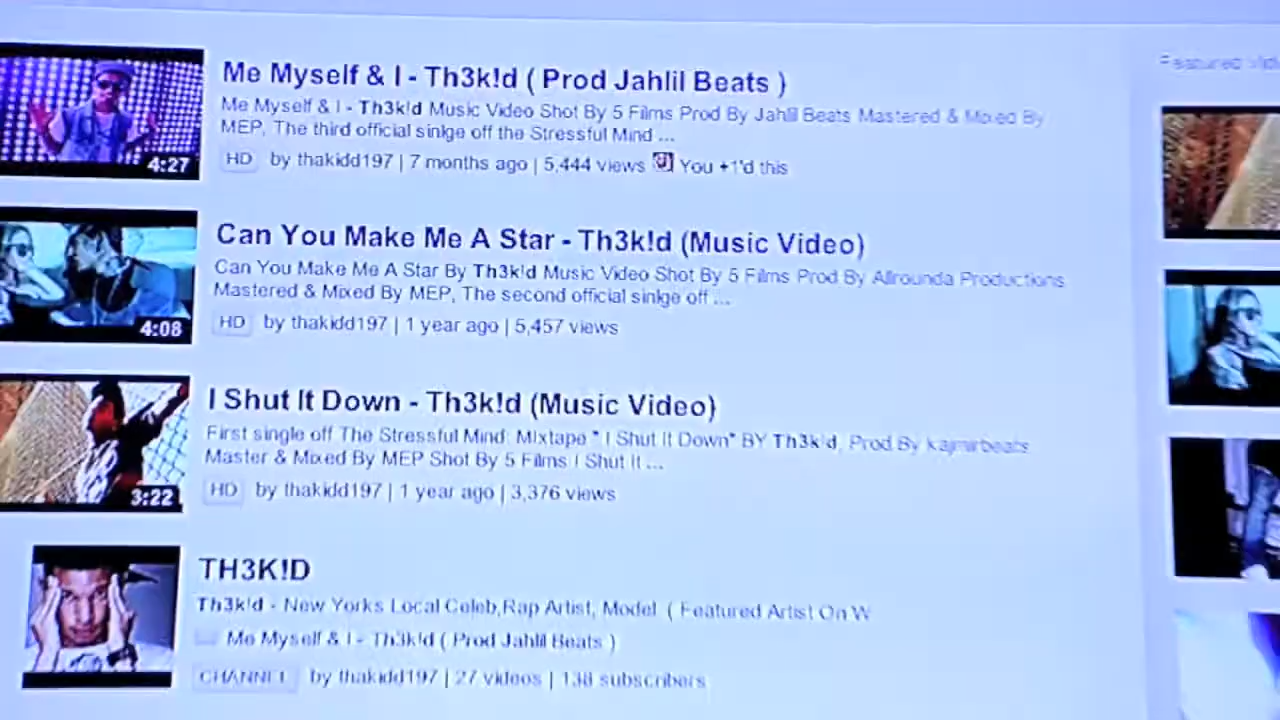 Me Myself & I - Th3k!d ( Prod Jahlil Beats )
Me Myself & I - Th3k!d Music Video Shot By 5 Films Prod By Jahlil Beats Mastered & Mixed By
MEP, The third official sinlge off the Stressful Mind ...
4:27
HD by thakidd197 | 7 months ago | 5,444 views You +1'd this
Can You Make Me A Star - Th3k!d (Music Video)
Can You Make Me A Star By Th3k!d Music Video Shot By 5 Films Prod By Allrounda Productions
Mastered & Mixed By MEP, The second official sinlge off ...
4:08
HD by thakidd197 | 1 year ago | 5,457 views
I Shut It Down - Th3k!d (Music Video)
First single off The Stressful Mind: Mixtape " I Shut It Down" BY Th3k!d, Prod By kajmirbeats
Master & Mixed By MEP Shot By 5 Films I Shut It ...
3:22
HD by thakidd197 | 1 year ago | 3,376 views
TH3K!D
Th3k!d - New Yorks Local Celeb,Rap Artist, Model ( Featured Artist On W
Me Myself & I - Th3k!d ( Prod Jahlil Beats )
CHANNEL by thakidd197 | 27 videos | 138 subscribers
Featured